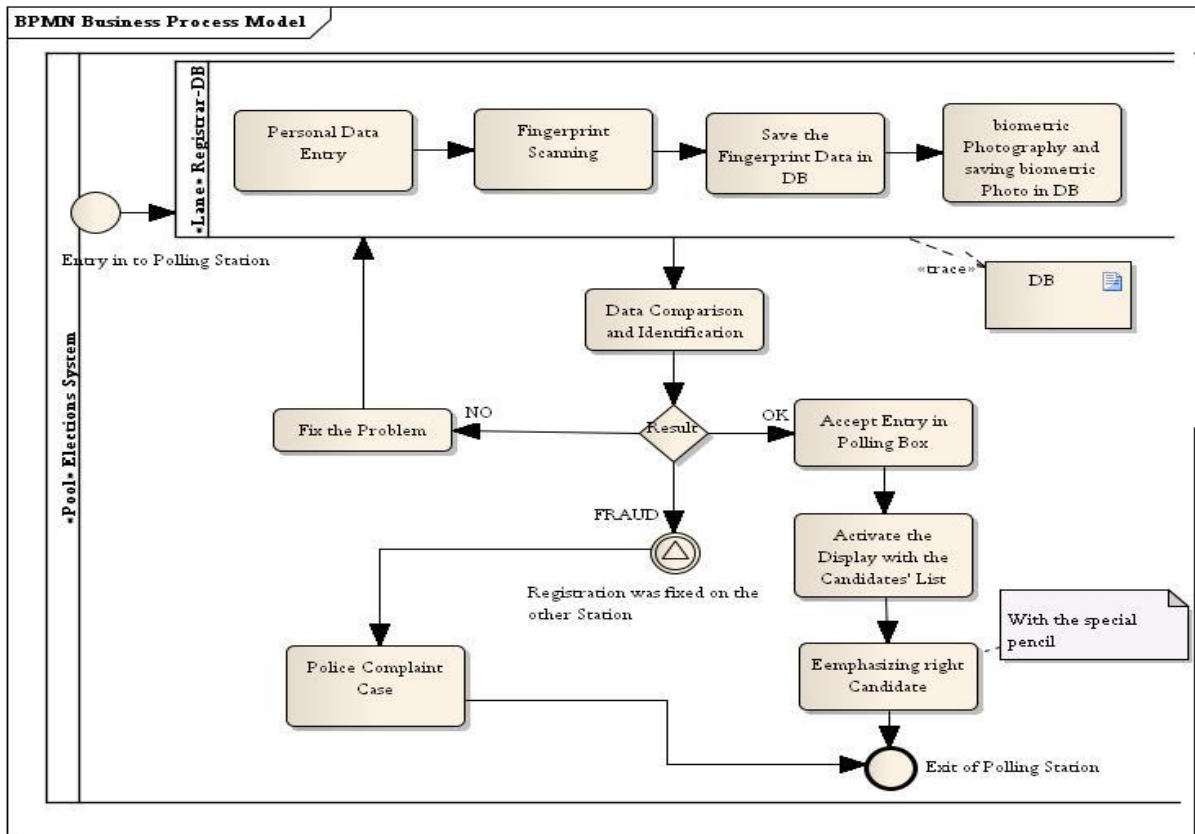 BPMN Business Process Model
«Pool» Elections System
«Lane» Registrar-DB
Personal Data
Entry
Fingerprint
Scanning
Save the
Fingerprint Data in
DB
biometric
Photography and
saving biometric
Photo in DB
Entry in to Polling Station
«trace»
DB
Data Comparison
and Identification
Result
NO
Fix the Problem
OK
Accept Entry in
Polling Box
FRAUD
Registration was fixed on the
other Station
Activate the
Display with the
Candidates' List
With the special
pencil
Police Complaint
Case
Eemphasizing right
Candidate
Exit of Polling Station